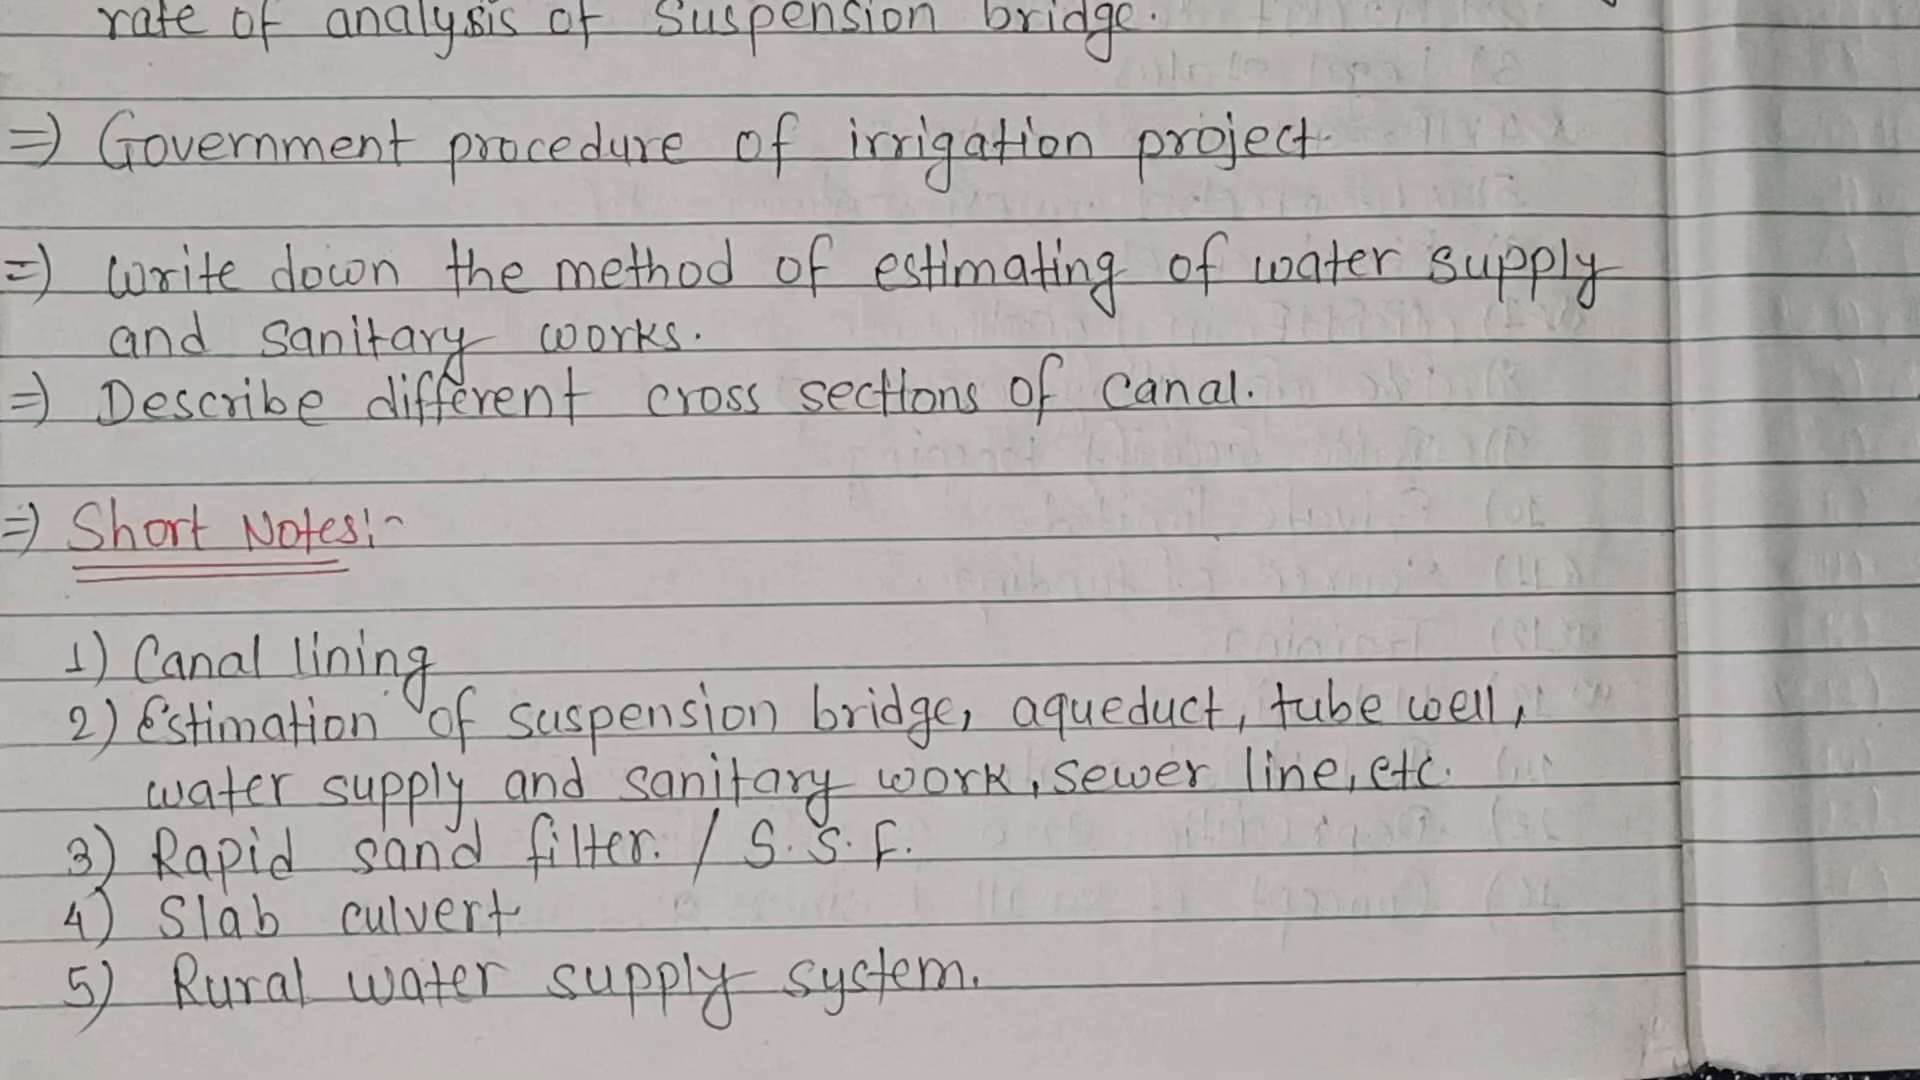 rate of analysis of suspension bridge.
=) Government procedure of irrigation project.
=) write down the method of estimating of water supply
and sanitary works.
=) Describe different cross sections of canal.
=) Short Notes:-
1) Canal lining
2) Estimation of suspension bridge, aqueduct, tube well,
water supply and sanitary work, sewer line, etc.
3) Rapid sand filter. / S.S.F.
4) Slab culvert
5) Rural water supply system.